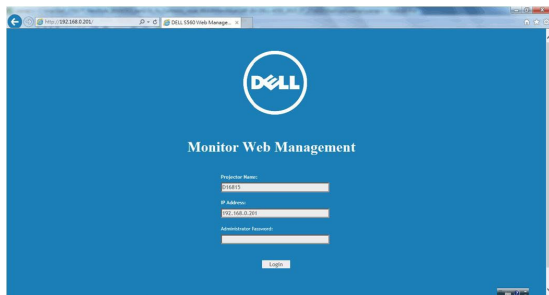 http://192.168.0.201/
DELL S560 Web Manage...
DELL
Monitor Web Management
Projector Name:
D16815
IP Address:
192.168.0.201
Administrator Password:
Login